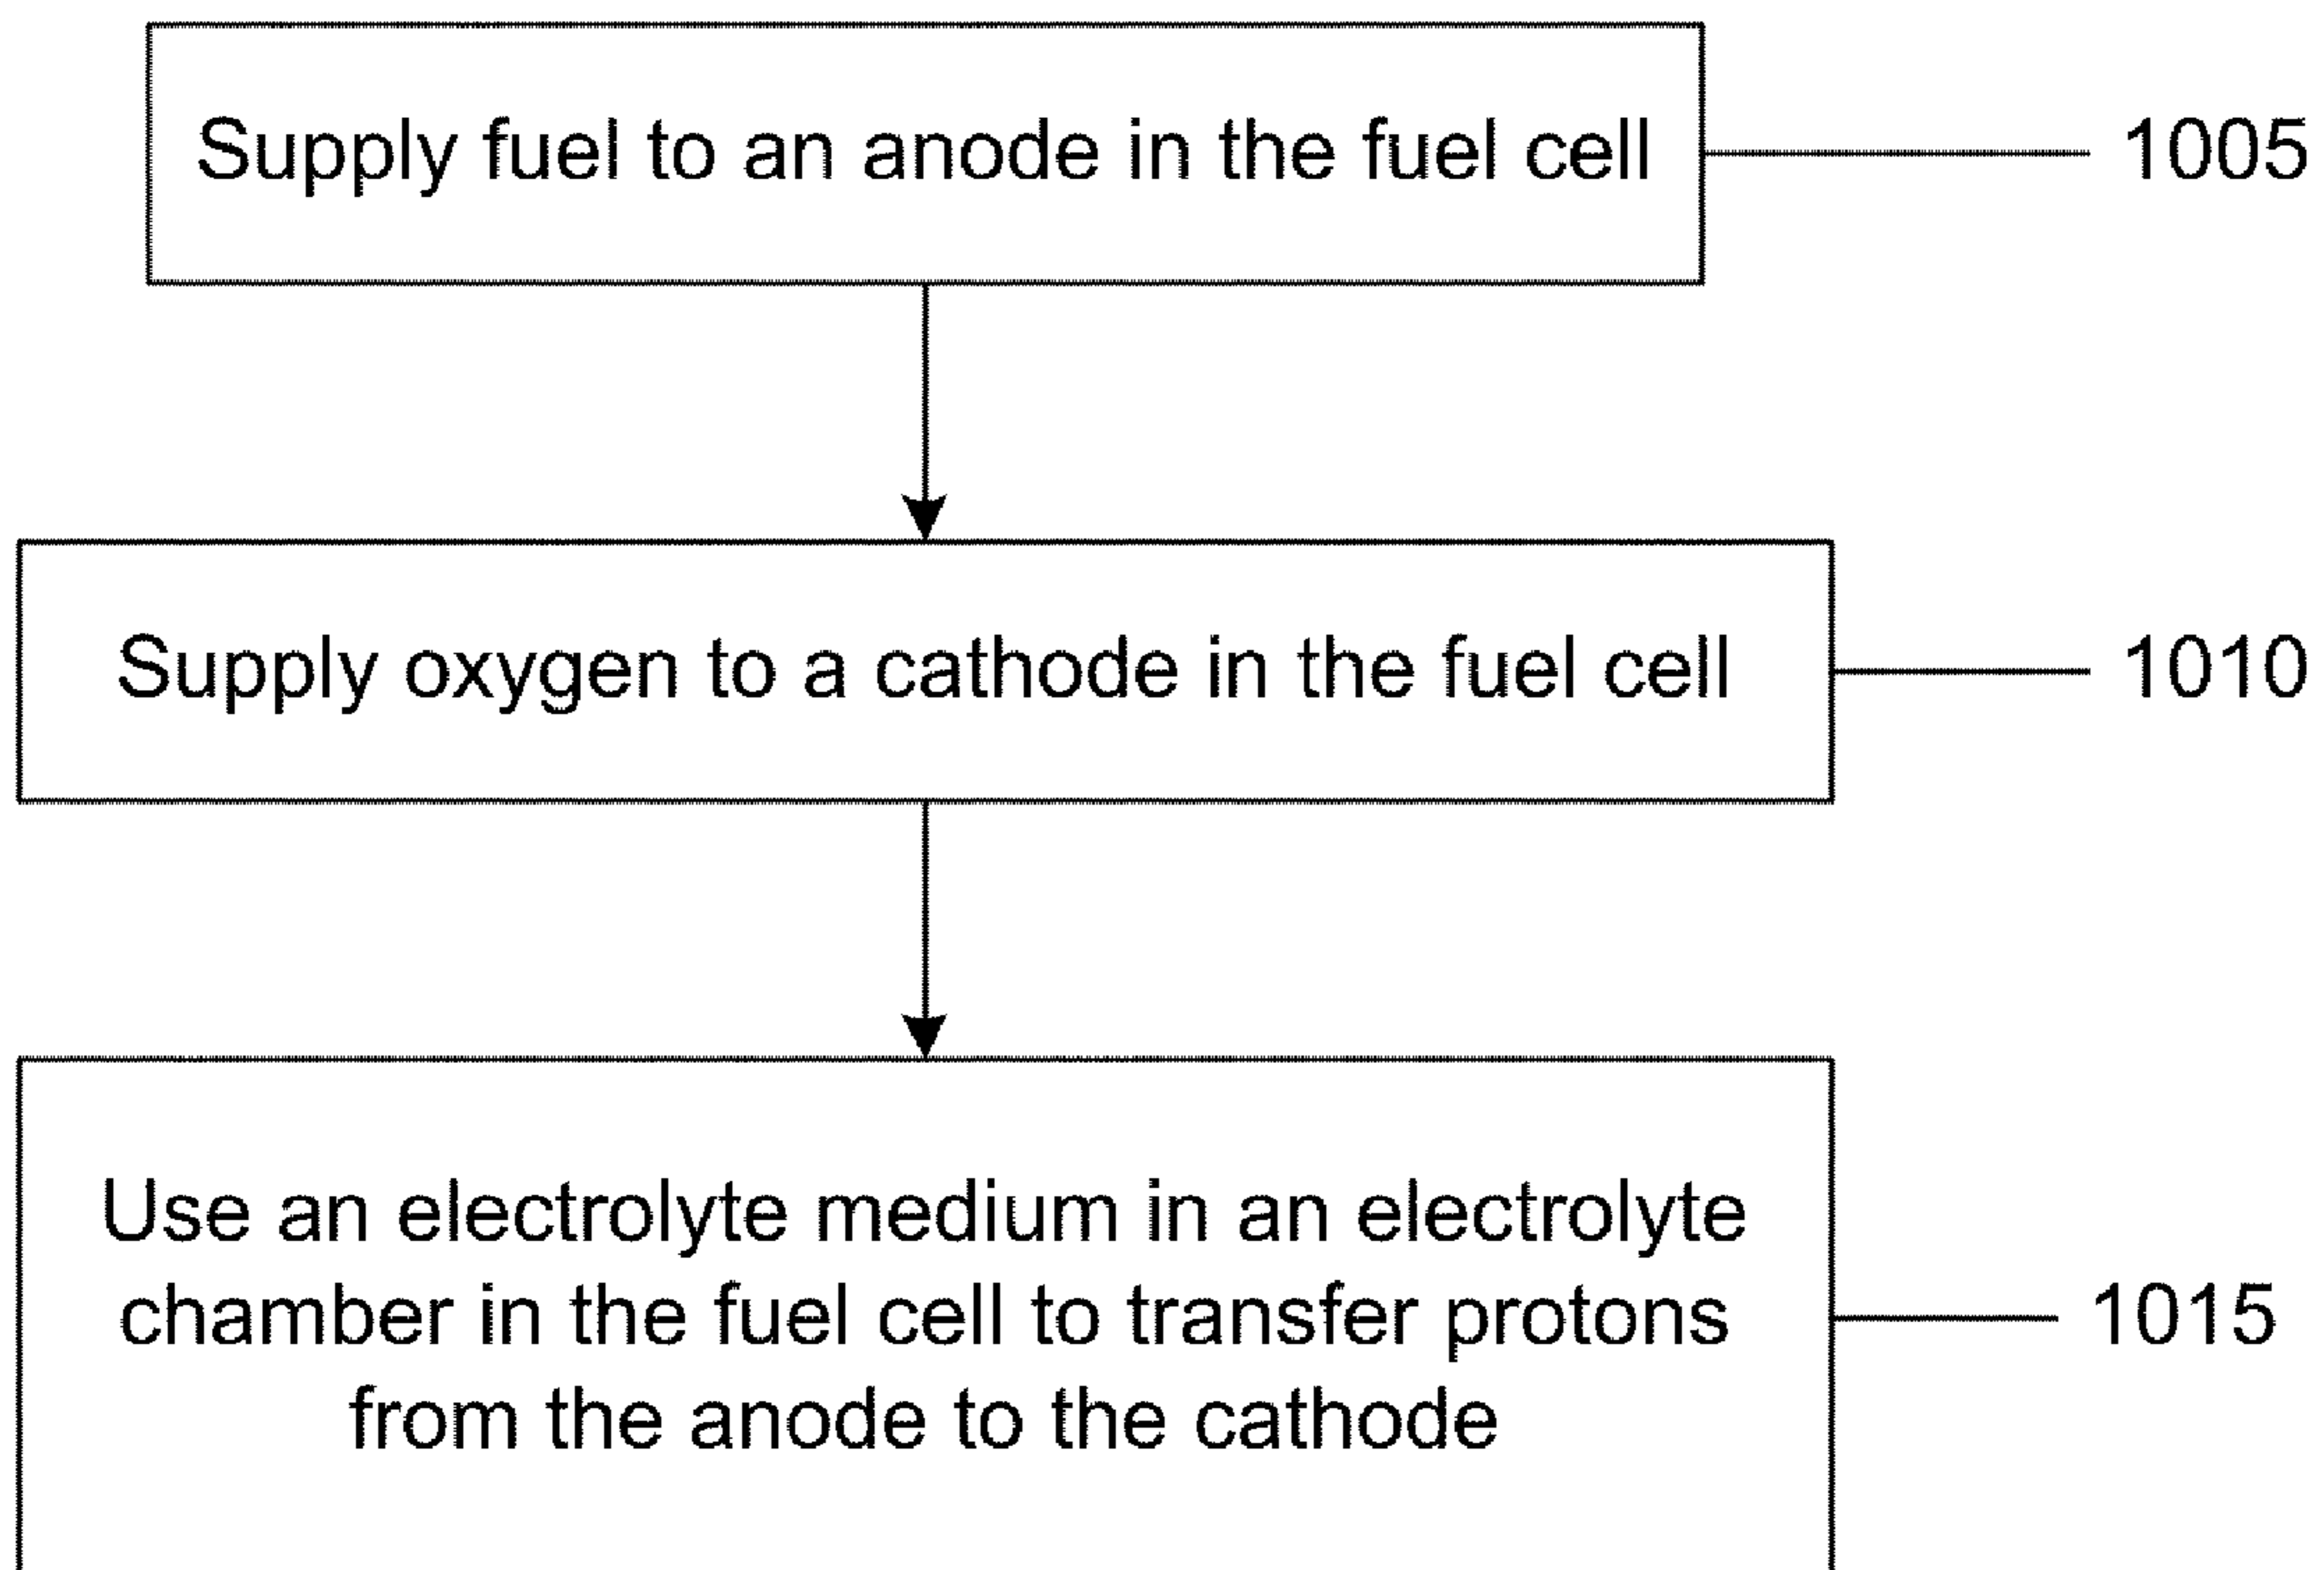 Supply fuel to an anode in the fuel cell
1005
Supply oxygen to a cathode in the fuel cell
1010
Use an electrolyte medium in an electrolyte
chamber in the fuel cell to transfer protons
from the anode to the cathode
1015